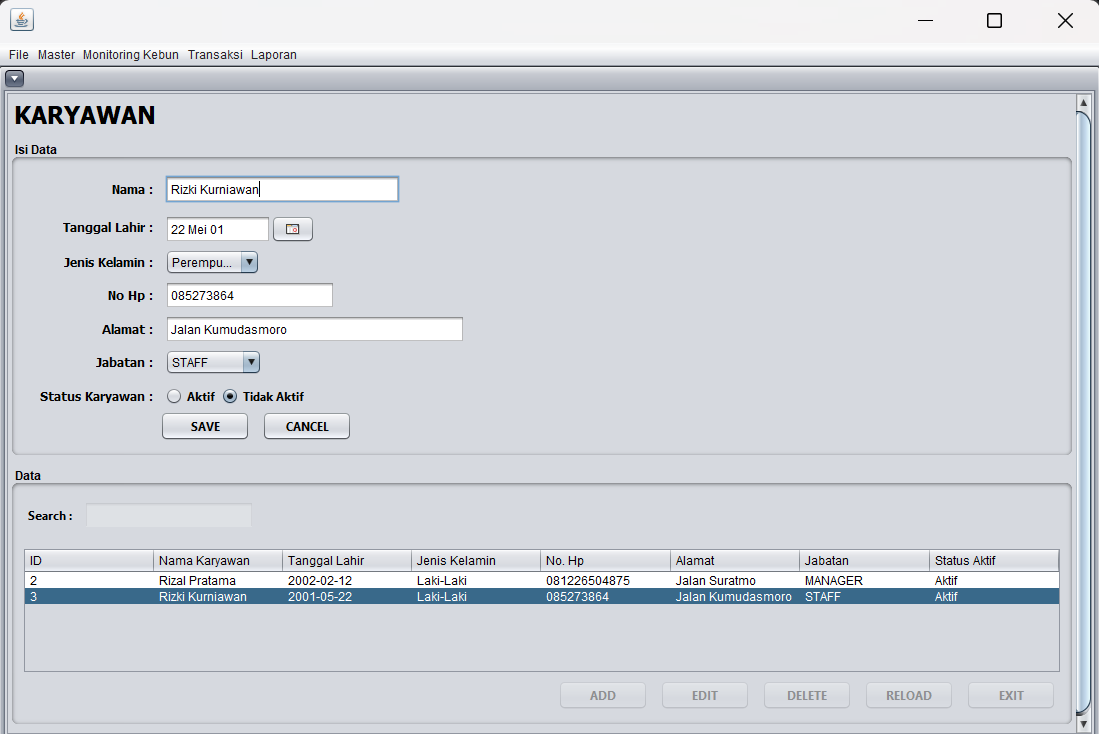 File Master Monitoring Kebun Transaksi Laporan
KARYAWAN
Isi Data
Nama : Rizki Kurniawan
Tanggal Lahir : 22 Mei 01
Jenis Kelamin : Perempu...
No Hp : 085273864
Alamat : Jalan Kumudasmoro
Jabatan : STAFF
Status Karyawan : Aktif Tidak Aktif
SAVE CANCEL
Data
Search :
ID Nama Karyawan Tanggal Lahir Jenis Kelamin No. Hp Alamat Jabatan Status Aktif
2 Rizal Pratama 2002-02-12 Laki-Laki 081226504875 Jalan Suratmo MANAGER Aktif
3 Rizki Kurniawan 2001-05-22 Laki-Laki 085273864 Jalan Kumudasmoro STAFF Aktif
ADD EDIT DELETE RELOAD EXIT